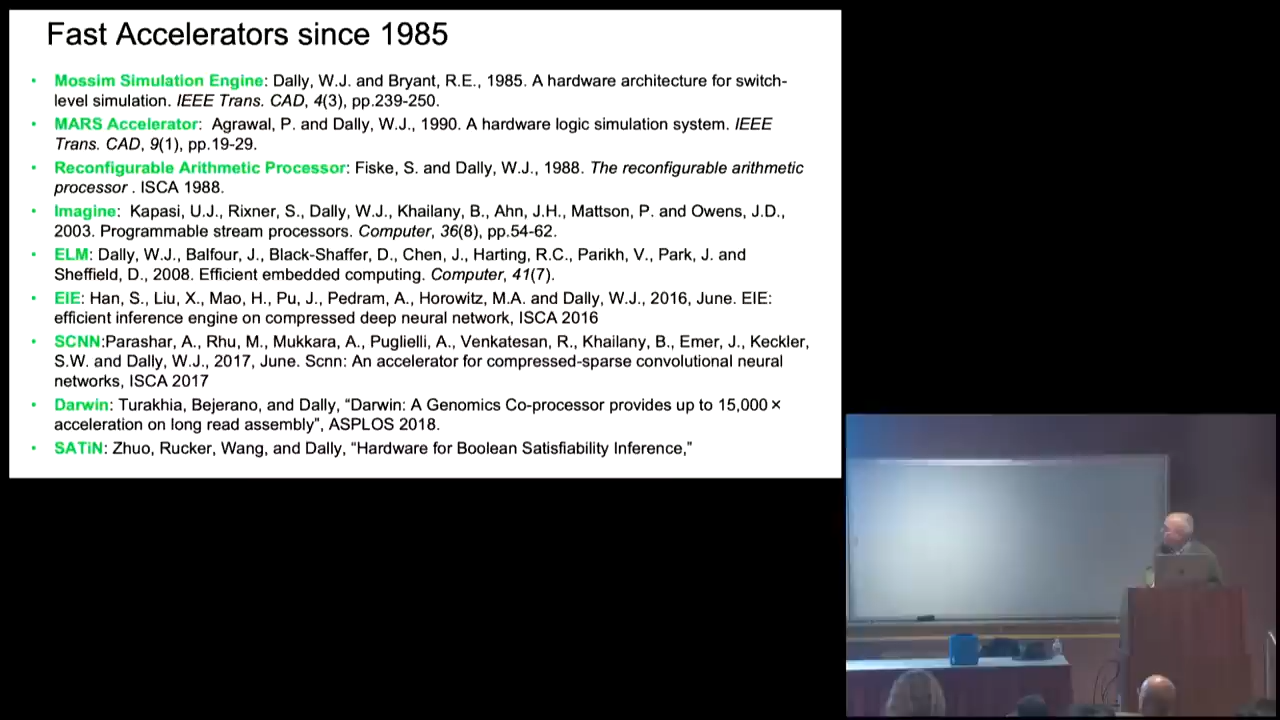 Fast Accelerators since 1985
• Mossim Simulation Engine: Dally, W.J. and Bryant, R.E., 1985. A hardware architecture for switch-
level simulation. IEEE Trans. CAD, 4(3), pp.239-250.
• MARS Accelerator: Agrawal, P. and Dally, W.J., 1990. A hardware logic simulation system. IEEE
Trans. CAD, 9(1), pp.19-29.
• Reconfigurable Arithmetic Processor: Fiske, S. and Dally, W.J., 1988. The reconfigurable arithmetic
processor . ISCA 1988.
• Imagine: Kapasi, U.J., Rixner, S., Dally, W.J., Khailany, B., Ahn, J.H., Mattson, P. and Owens, J.D.,
2003. Programmable stream processors. Computer, 36(8), pp.54-62.
• ELM: Dally, W.J., Balfour, J., Black-Shaffer, D., Chen, J., Harting, R.C., Parikh, V., Park, J. and
Sheffield, D., 2008. Efficient embedded computing. Computer, 41(7).
• EIE: Han, S., Liu, X., Mao, H., Pu, J., Pedram, A., Horowitz, M.A. and Dally, W.J., 2016, June. EIE:
efficient inference engine on compressed deep neural network, ISCA 2016
• SCNN:Parashar, A., Rhu, M., Mukkara, A., Puglielli, A., Venkatesan, R., Khailany, B., Emer, J., Keckler,
S.W. and Dally, W.J., 2017, June. Scnn: An accelerator for compressed-sparse convolutional neural
networks, ISCA 2017
• Darwin: Turakhia, Bejerano, and Dally, “Darwin: A Genomics Co-processor provides up to 15,000×
acceleration on long read assembly”, ASPLOS 2018.
• SATiN: Zhuo, Rucker, Wang, and Dally, “Hardware for Boolean Satisfiability Inference,”